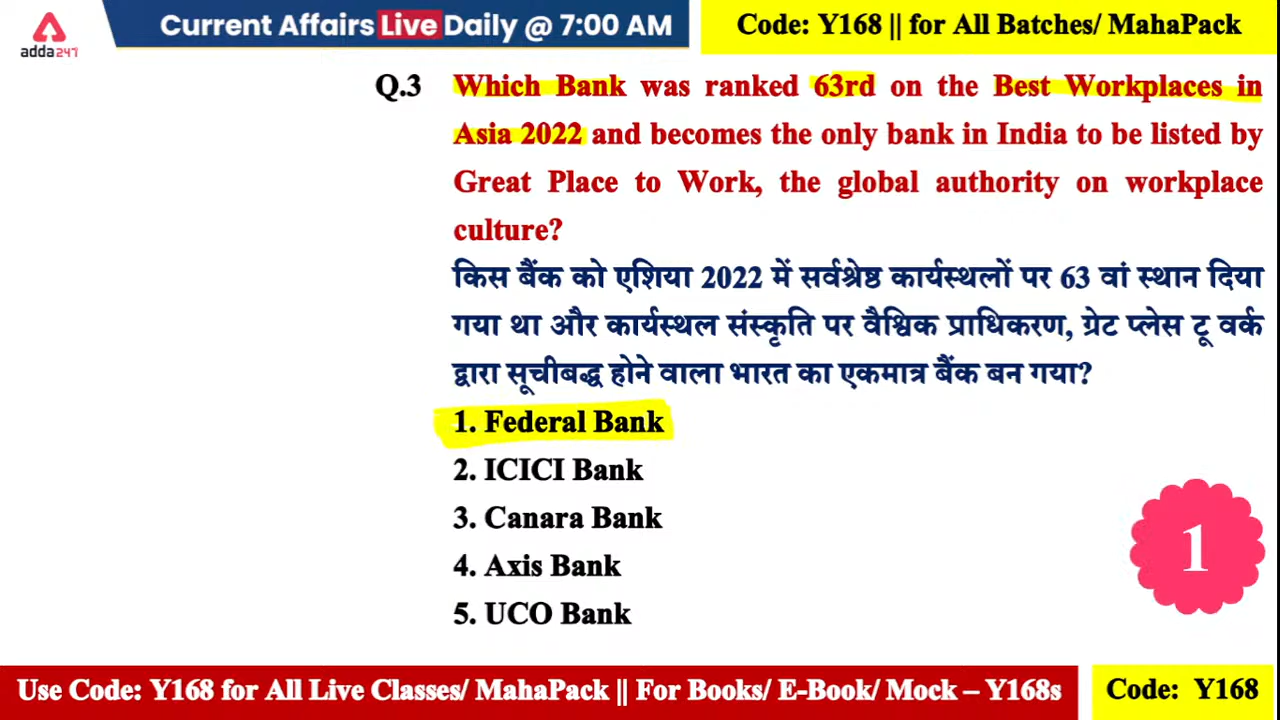 adda247
Current Affairs Live Daily @ 7:00 AM
Code: Y168 || for All Batches/ MahaPack
Q.3 Which Bank was ranked 63rd on the Best Workplaces in
Asia 2022 and becomes the only bank in India to be listed by
Great Place to Work, the global authority on workplace
culture?
किस बैंक को एशिया 2022 में सर्वश्रेष्ठ कार्यस्थलों पर 63 वां स्थान दिया
गया था और कार्यस्थल संस्कृति पर वैश्विक प्राधिकरण, ग्रेट प्लेस टू वर्क
द्वारा सूचीबद्ध होने वाला भारत का एकमात्र बैंक बन गया?
1. Federal Bank
2. ICICI Bank
3. Canara Bank
4. Axis Bank
5. UCO Bank
1
Use Code: Y168 for All Live Classes/ MahaPack || For Books/ E-Book/ Mock – Y168s
Code: Y168